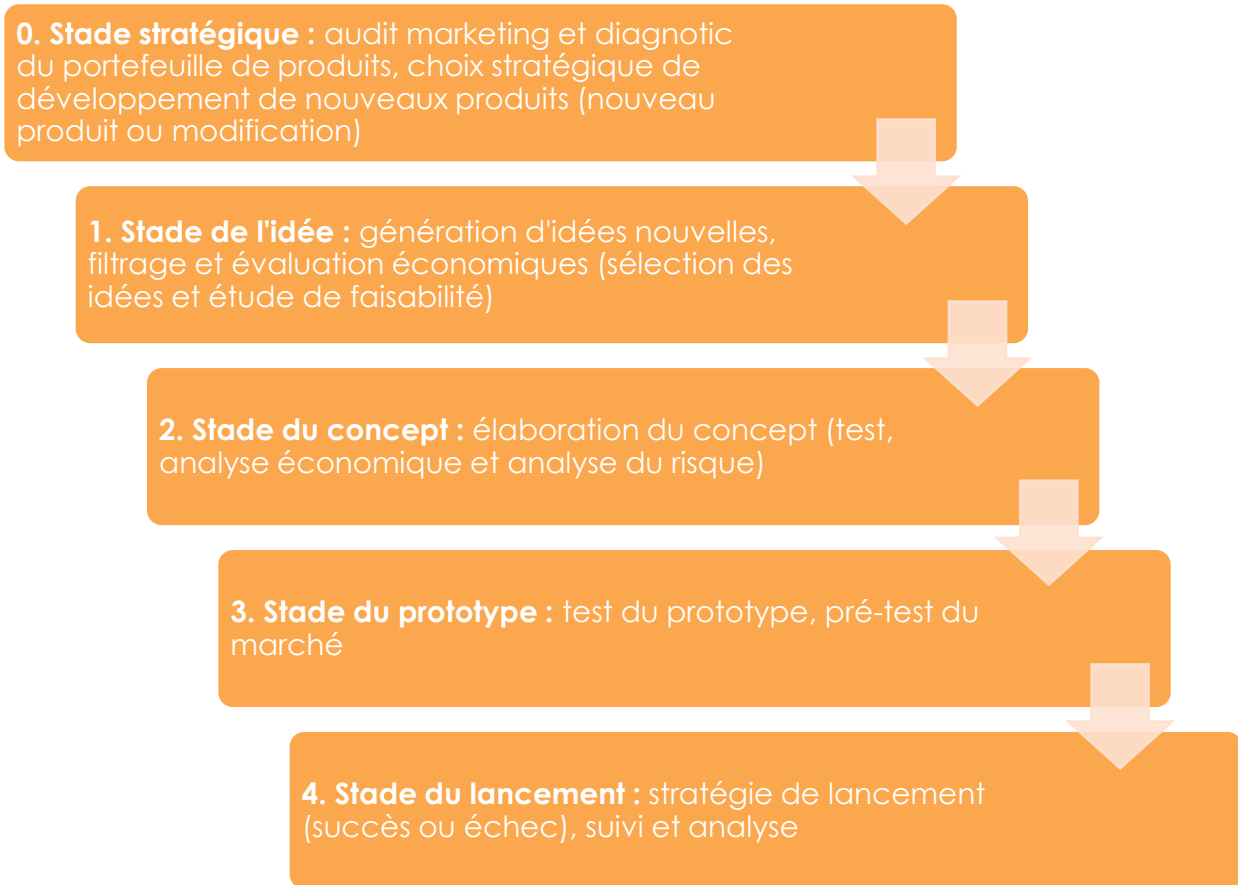 0. Stade stratégique : audit marketing et diagnotic
du portefeuille de produits, choix stratégique de
développement de nouveaux produits (nouveau
produit ou modification)
1. Stade de l'idée : génération d'idées nouvelles,
filtrage et évaluation économiques (sélection des
idées et étude de faisabilité)
2. Stade du concept : élaboration du concept (test,
analyse économique et analyse du risque)
3. Stade du prototype : test du prototype, pré-test du
marché
4. Stade du lancement : stratégie de lancement
(succès ou échec), suivi et analyse